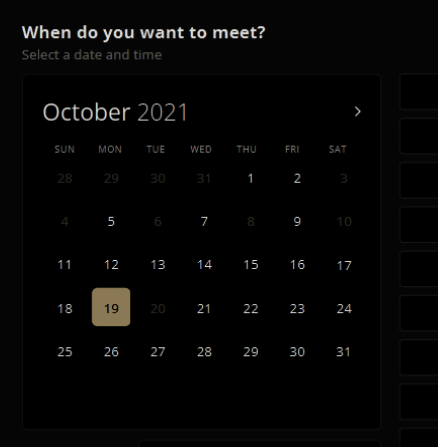 When do you want to meet?
Select a date and time
October 2021 >
SUN MON TUE WED THU FRI SAT
28 29 30 31 1 2 3
4 5 6 7 8 9 10
11 12 13 14 15 16 17
18 19 20 21 22 23 24
25 26 27 28 29 30 31